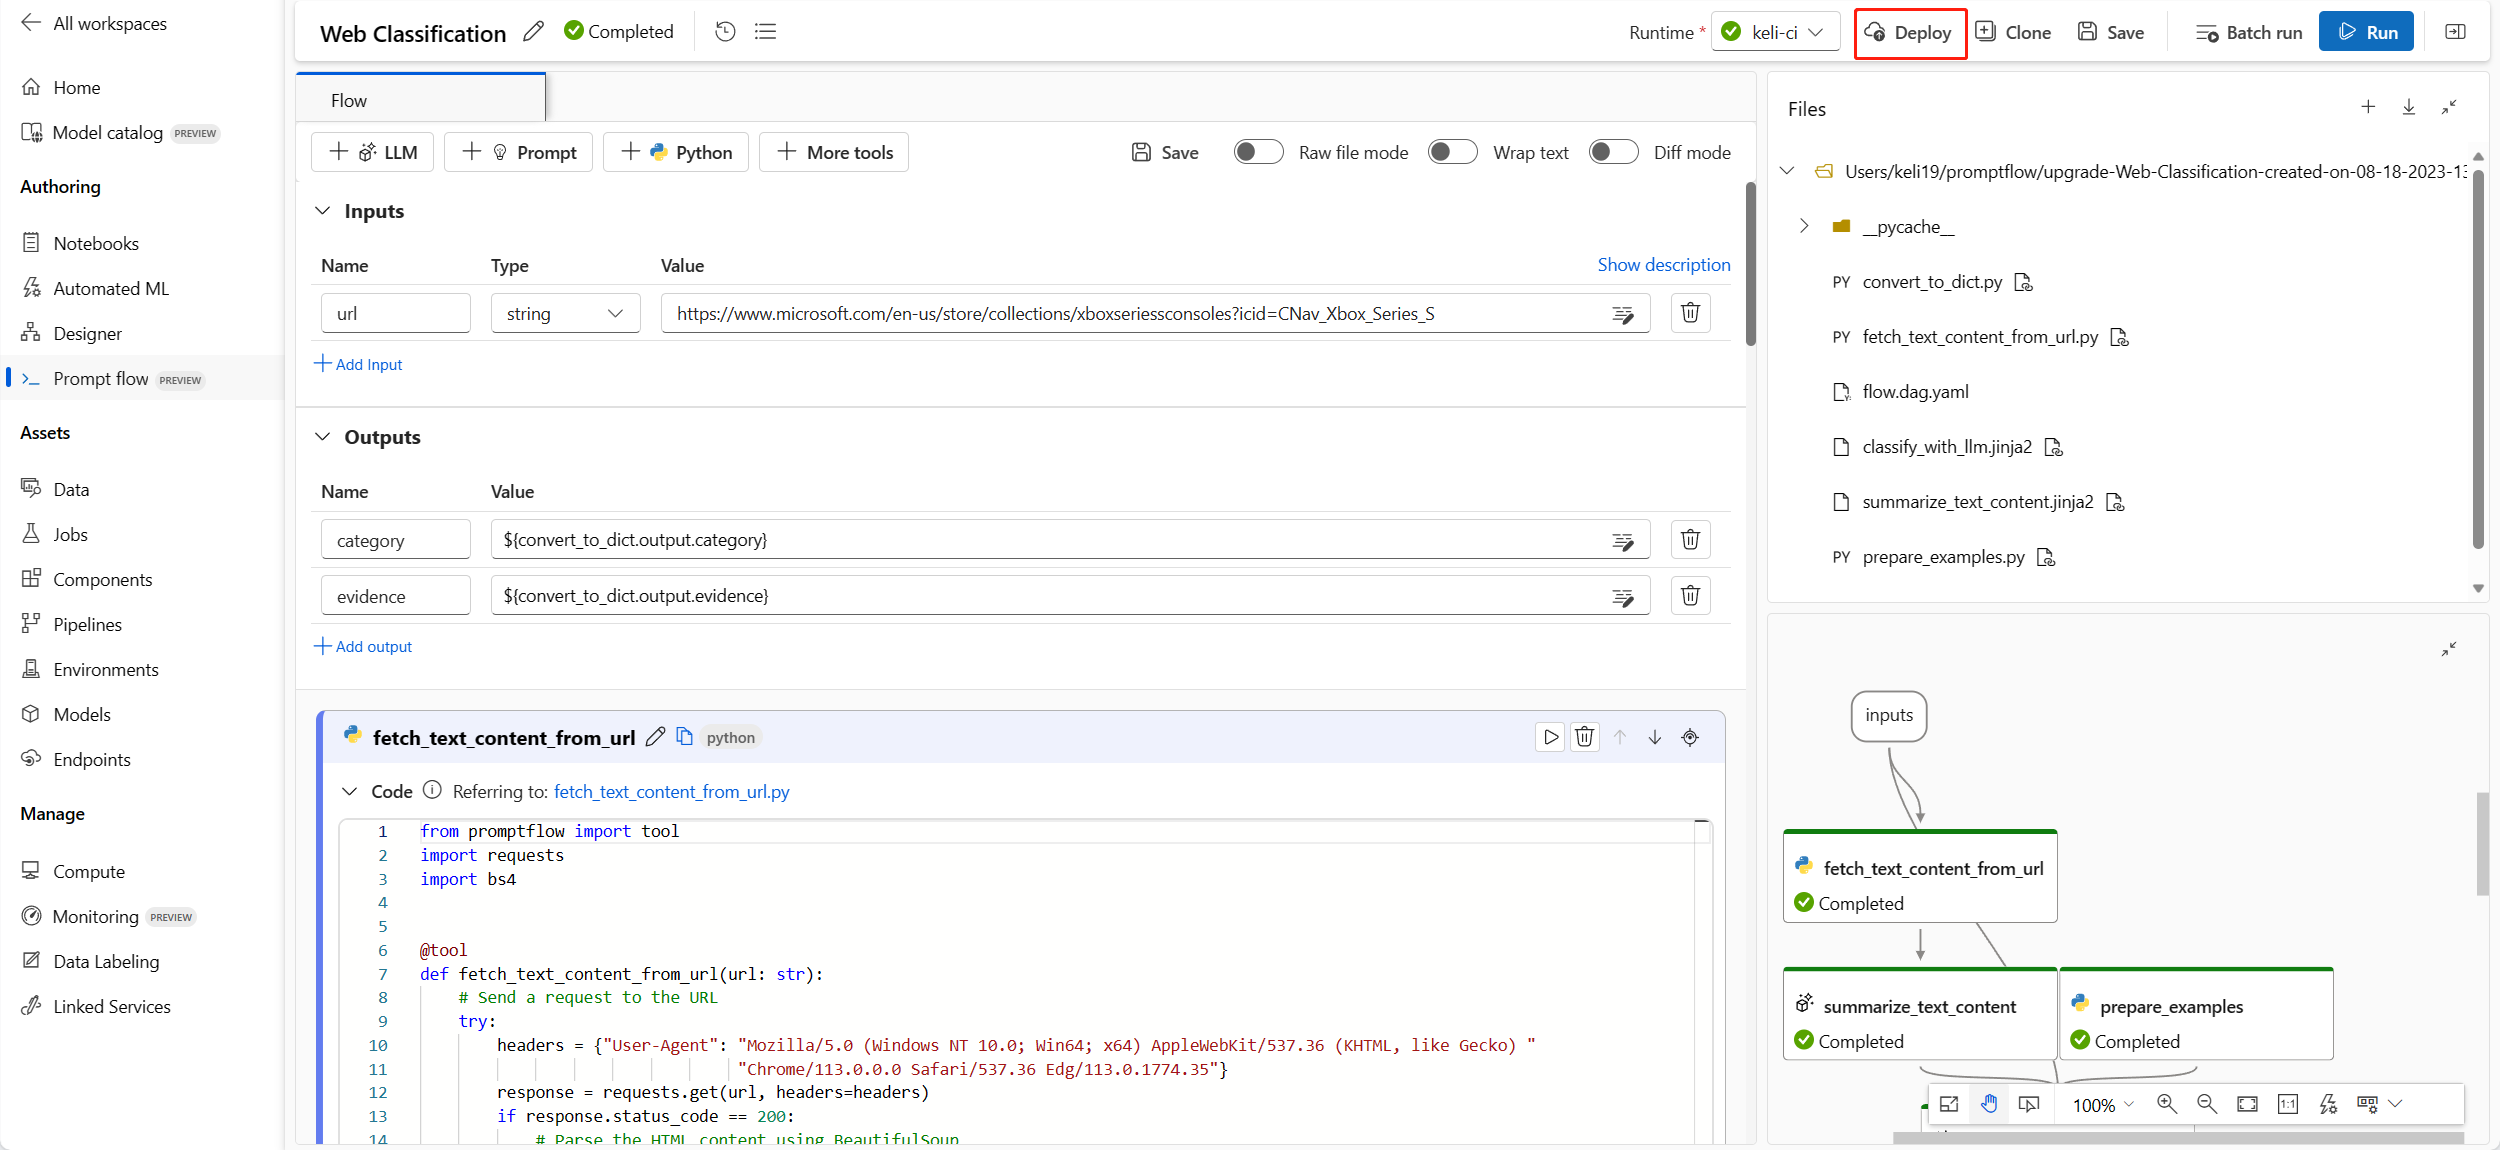 All workspaces
Home
Model catalog PREVIEW
Authoring
Notebooks
Automated ML
Designer
Prompt flow PREVIEW
Assets
Data
Jobs
Components
Pipelines
Environments
Models
Endpoints
Manage
Compute
Monitoring PREVIEW
Data Labeling
Linked Services
Web Classification Completed
Runtime * keli-ci Deploy Clone Save Batch run Run
Flow
LLM Prompt Python More tools Save Raw file mode Wrap text Diff mode
Inputs
Name Type Value Show description
url string https://www.microsoft.com/en-us/store/collections/xboxseriessconsoles?icid=CNav_Xbox_Series_S
Add Input
Outputs
Name Value
category ${convert_to_dict.output.category}
evidence ${convert_to_dict.output.evidence}
Add output
fetch_text_content_from_url python
Code Referring to: fetch_text_content_from_url.py
1 from promptflow import tool
2 import requests
3 import bs4
4
5
6 @tool
7 def fetch_text_content_from_url(url: str):
8 # Send a request to the URL
9 try:
10 headers = {"User-Agent": "Mozilla/5.0 (Windows NT 10.0; Win64; x64) AppleWebKit/537.36 (KHTML, like Gecko) "
11 "Chrome/113.0.0.0 Safari/537.36 Edg/113.0.1774.35"}
12 response = requests.get(url, headers=headers)
13 if response.status_code == 200:
14 # Parse the HTML content using BeautifulSoup
Files
Users/keli19/promptflow/upgrade-Web-Classification-created-on-08-18-2023-13
__pycache__
PY convert_to_dict.py
PY fetch_text_content_from_url.py
flow.dag.yaml
classify_with_llm.jinja2
summarize_text_content.jinja2
PY prepare_examples.py
inputs
fetch_text_content_from_url
Completed
summarize_text_content
Completed
prepare_examples
Completed
100% 1:1